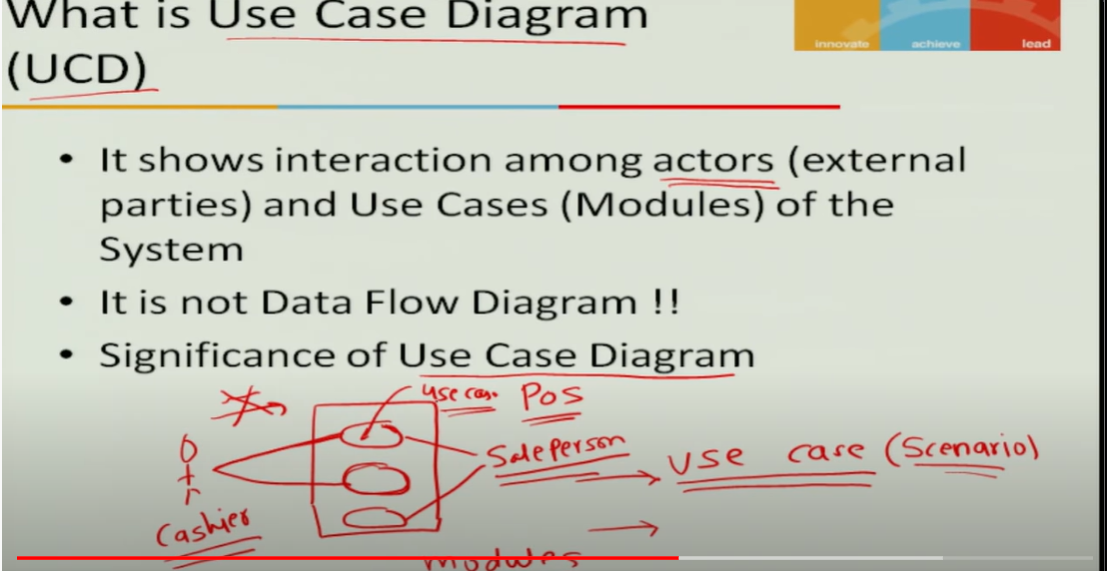 What is Use Case Diagram
(UCD)
innovate achieve lead
• It shows interaction among actors (external
parties) and Use Cases (Modules) of the
System
• It is not Data Flow Diagram !!
• Significance of Use Case Diagram
use case POS
Sale Person
Use case (Scenario)
Cashier
Modules